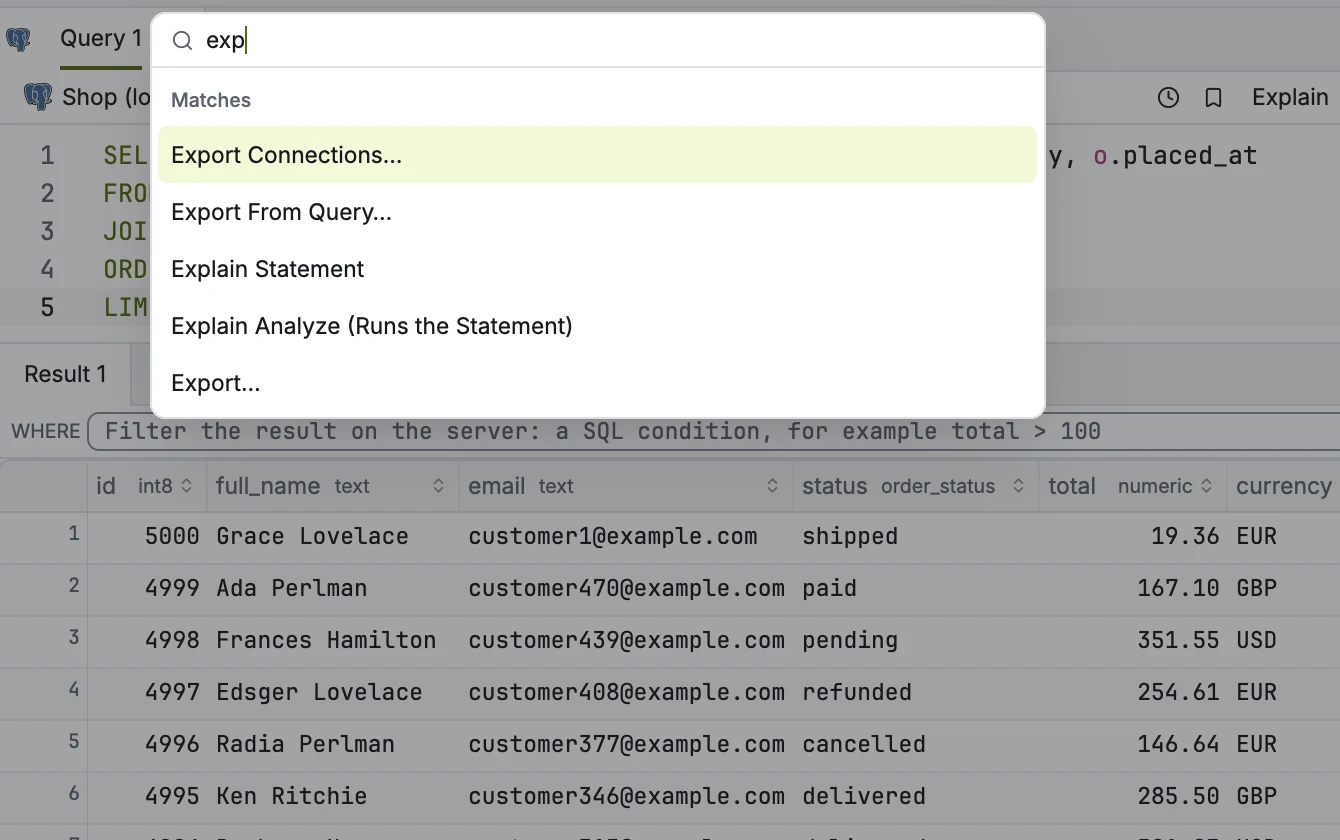 Query 1
exp
Shop (lo
Explain
Matches
Export Connections...
Export From Query...
Explain Statement
Explain Analyze (Runs the Statement)
Export...
1 SEL y, o.placed_at
2 FRO
3 JOI
4 ORD
5 LIM
Result 1
WHERE Filter the result on the server: a SQL condition, for example total > 100
id int8 full_name text email text status order_status total numeric currency
1 5000 Grace Lovelace customer1@example.com shipped 19.36 EUR
2 4999 Ada Perlman customer470@example.com paid 167.10 GBP
3 4998 Frances Hamilton customer439@example.com pending 351.55 USD
4 4997 Edsger Lovelace customer408@example.com refunded 254.61 EUR
5 4996 Radia Perlman customer377@example.com cancelled 146.64 EUR
6 4995 Ken Ritchie customer346@example.com delivered 285.50 GBP